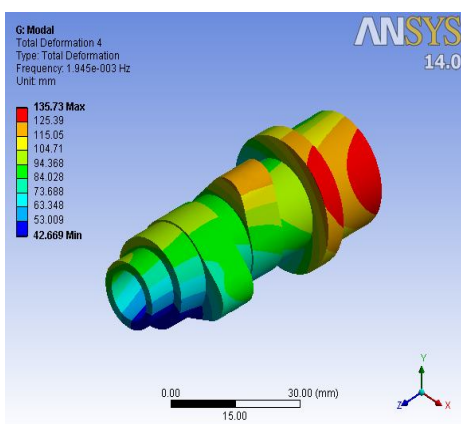 G: Modal
Total Deformation 4
Type: Total Deformation
Frequency: 1.945e-003 Hz
Unit: mm
135.73 Max
125.39
115.05
104.71
94.368
84.028
73.688
63.348
53.009
42.669 Min
ANSYS
14.0
0.00
30.00 (mm)
15.00
Y
Z
X